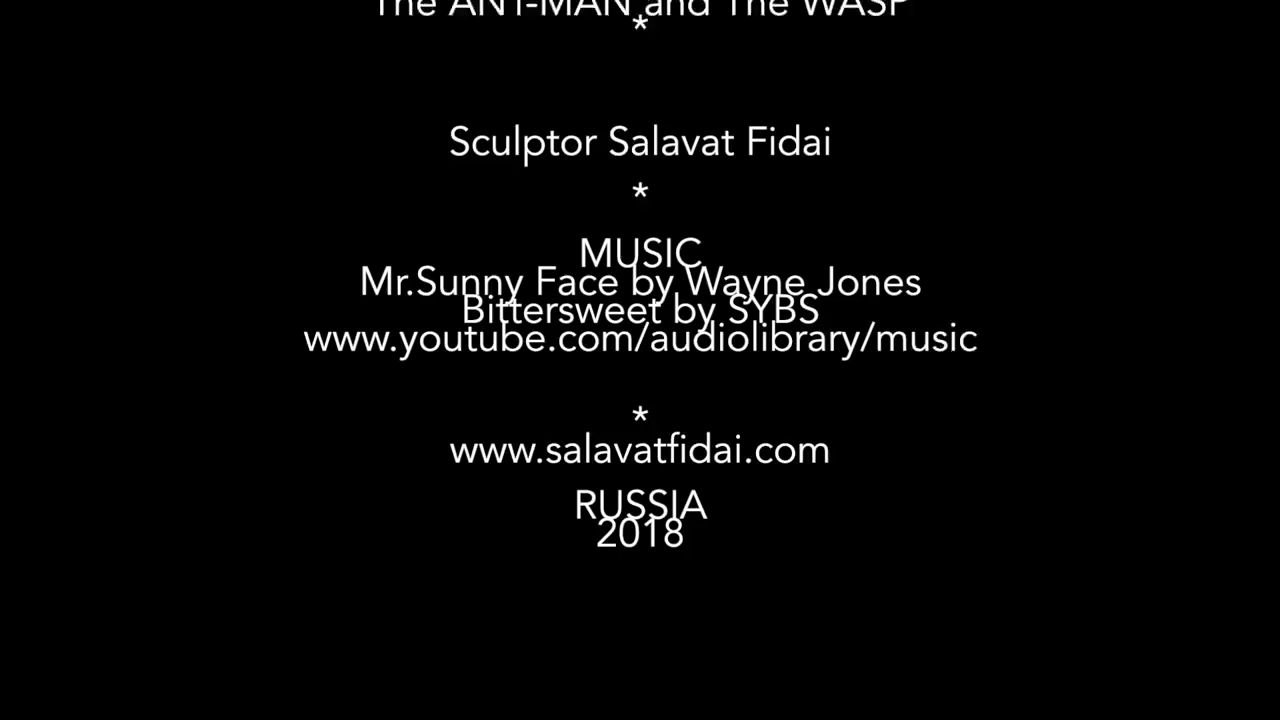 The ANT-MAN and The WASP
*
Sculptor Salavat Fidai
*
MUSIC
Mr.Sunny Face by Wayne Jones
Bittersweet by SYBS
www.youtube.com/audiolibrary/music
*
www.salavatfidai.com
RUSSIA
2018